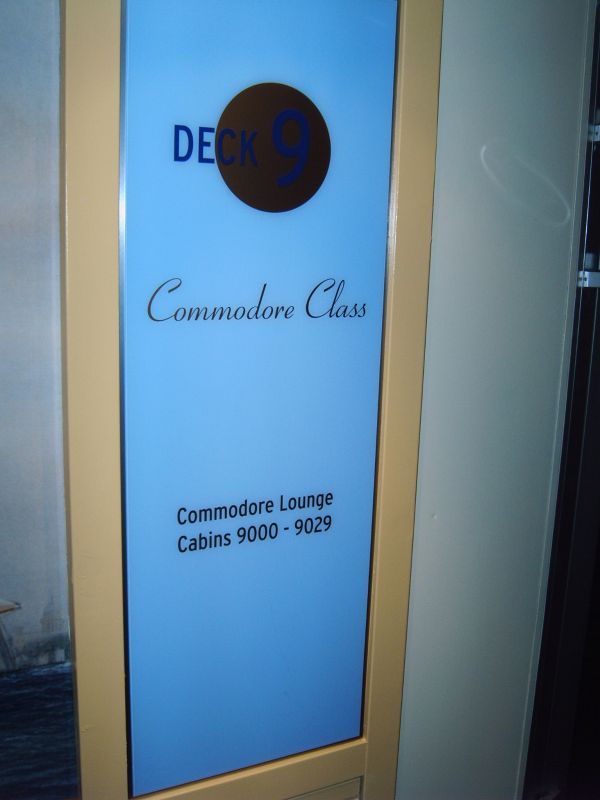 DECK 9
Commodore Class
Commodore Lounge
Cabins 9000 - 9029